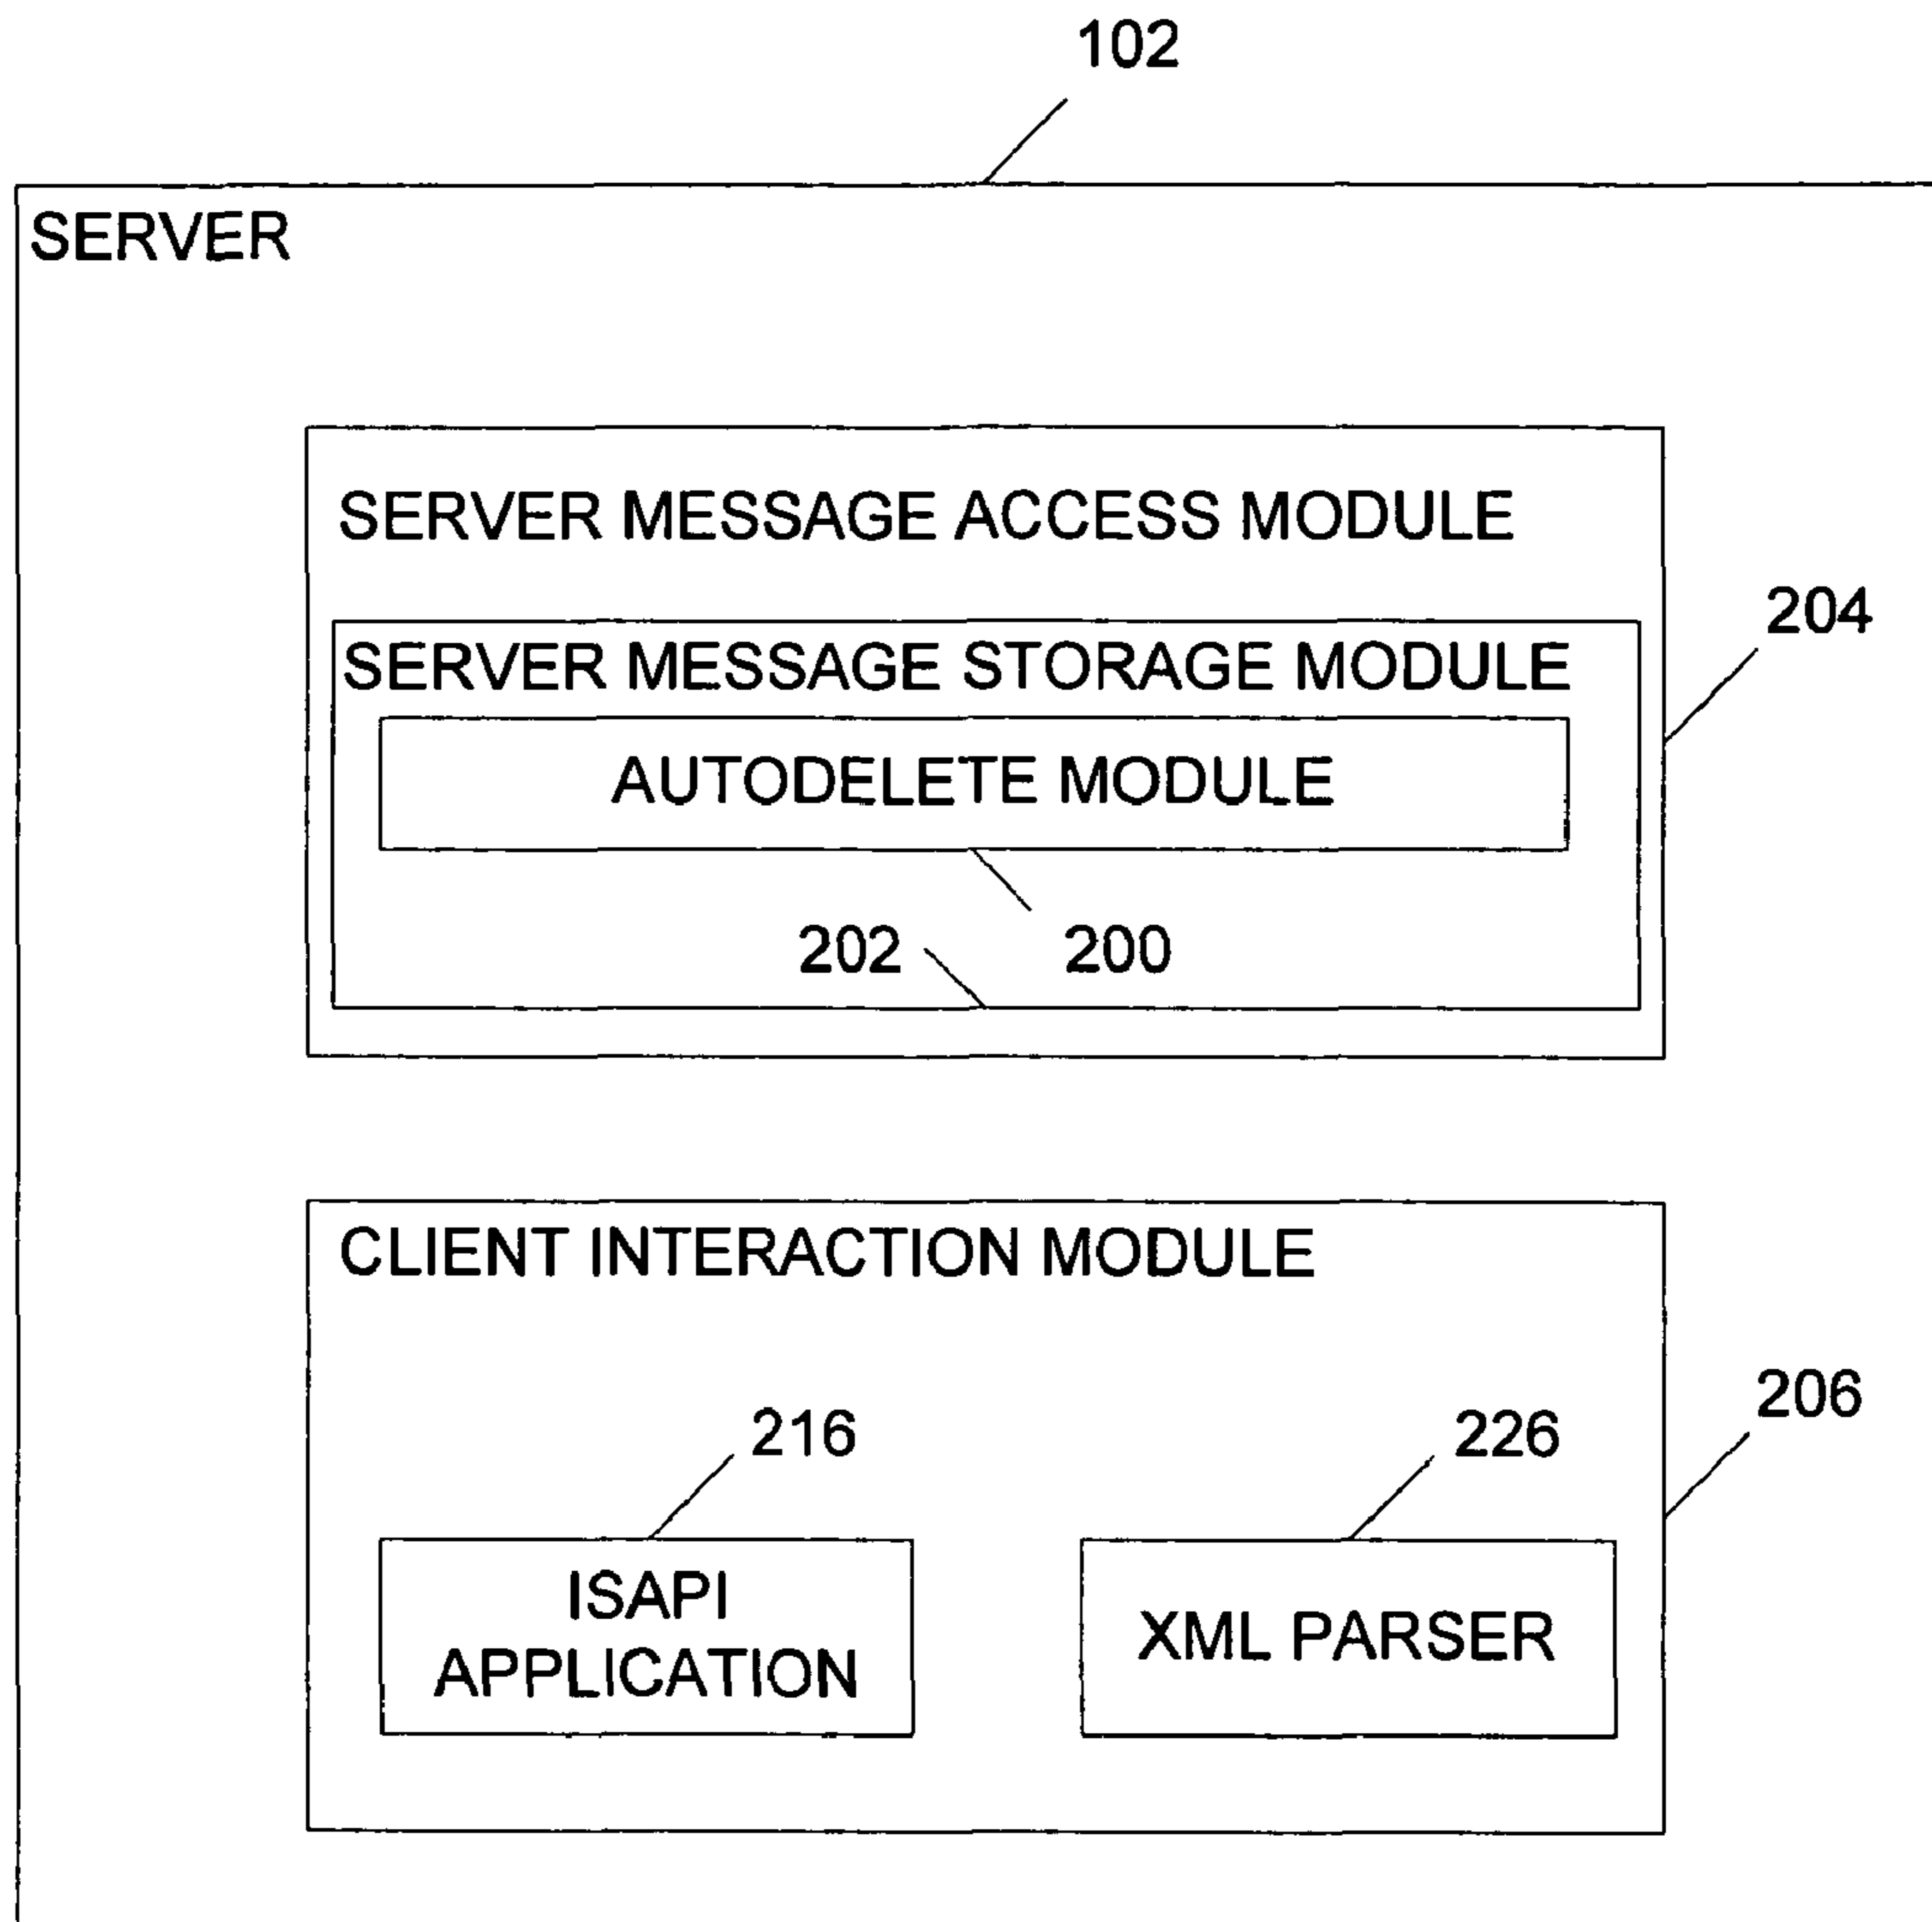 102
SERVER
SERVER MESSAGE ACCESS MODULE
204
SERVER MESSAGE STORAGE MODULE
AUTODELETE MODULE
202
200
CLIENT INTERACTION MODULE
206
216
226
ISAPI
APPLICATION
XML PARSER